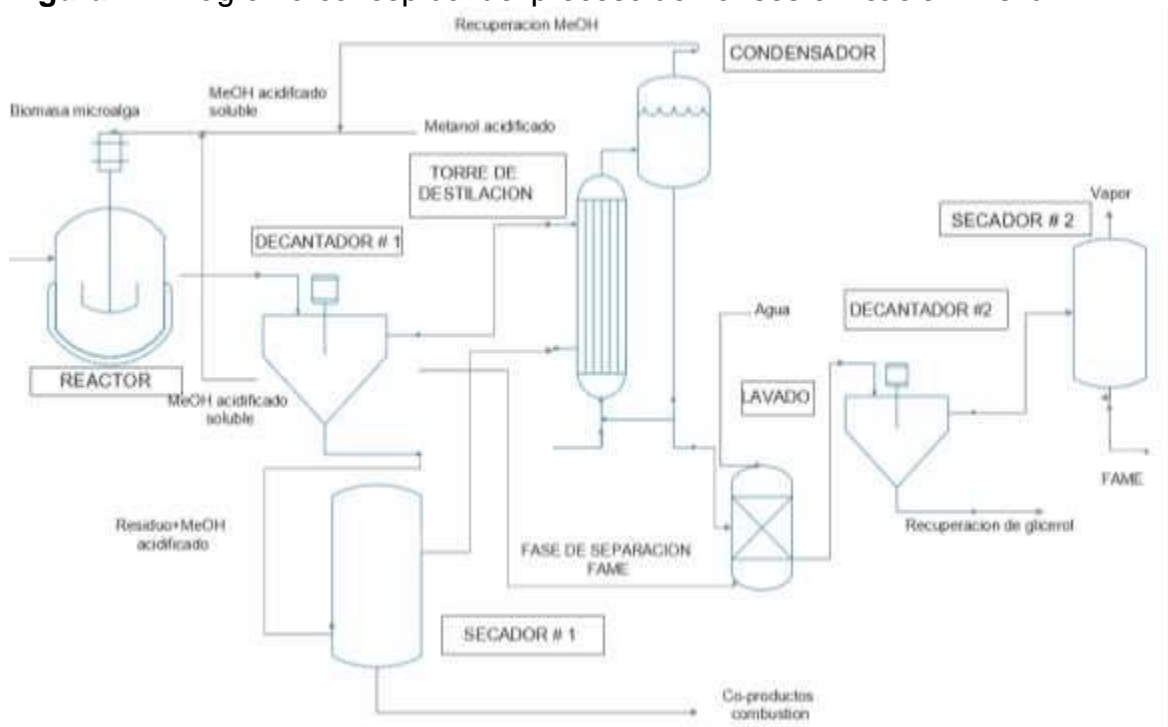 Recuperacion MeOH
CONDENSADOR
MeOH acidifcado
soluble
Biomasa microalga
Metanol acidificado
TORRE DE
DESTILACION
Vapor
SECADOR # 2
DECANTADOR # 1
Agua
DECANTADOR #2
REACTOR
LAVADO
MeOH acidificado
soluble
FAME
Residuo+MeOH
acidificado
Recuperacion de glicerol
FASE DE SEPARACION
FAME
SECADOR # 1
Co-productos
combustion